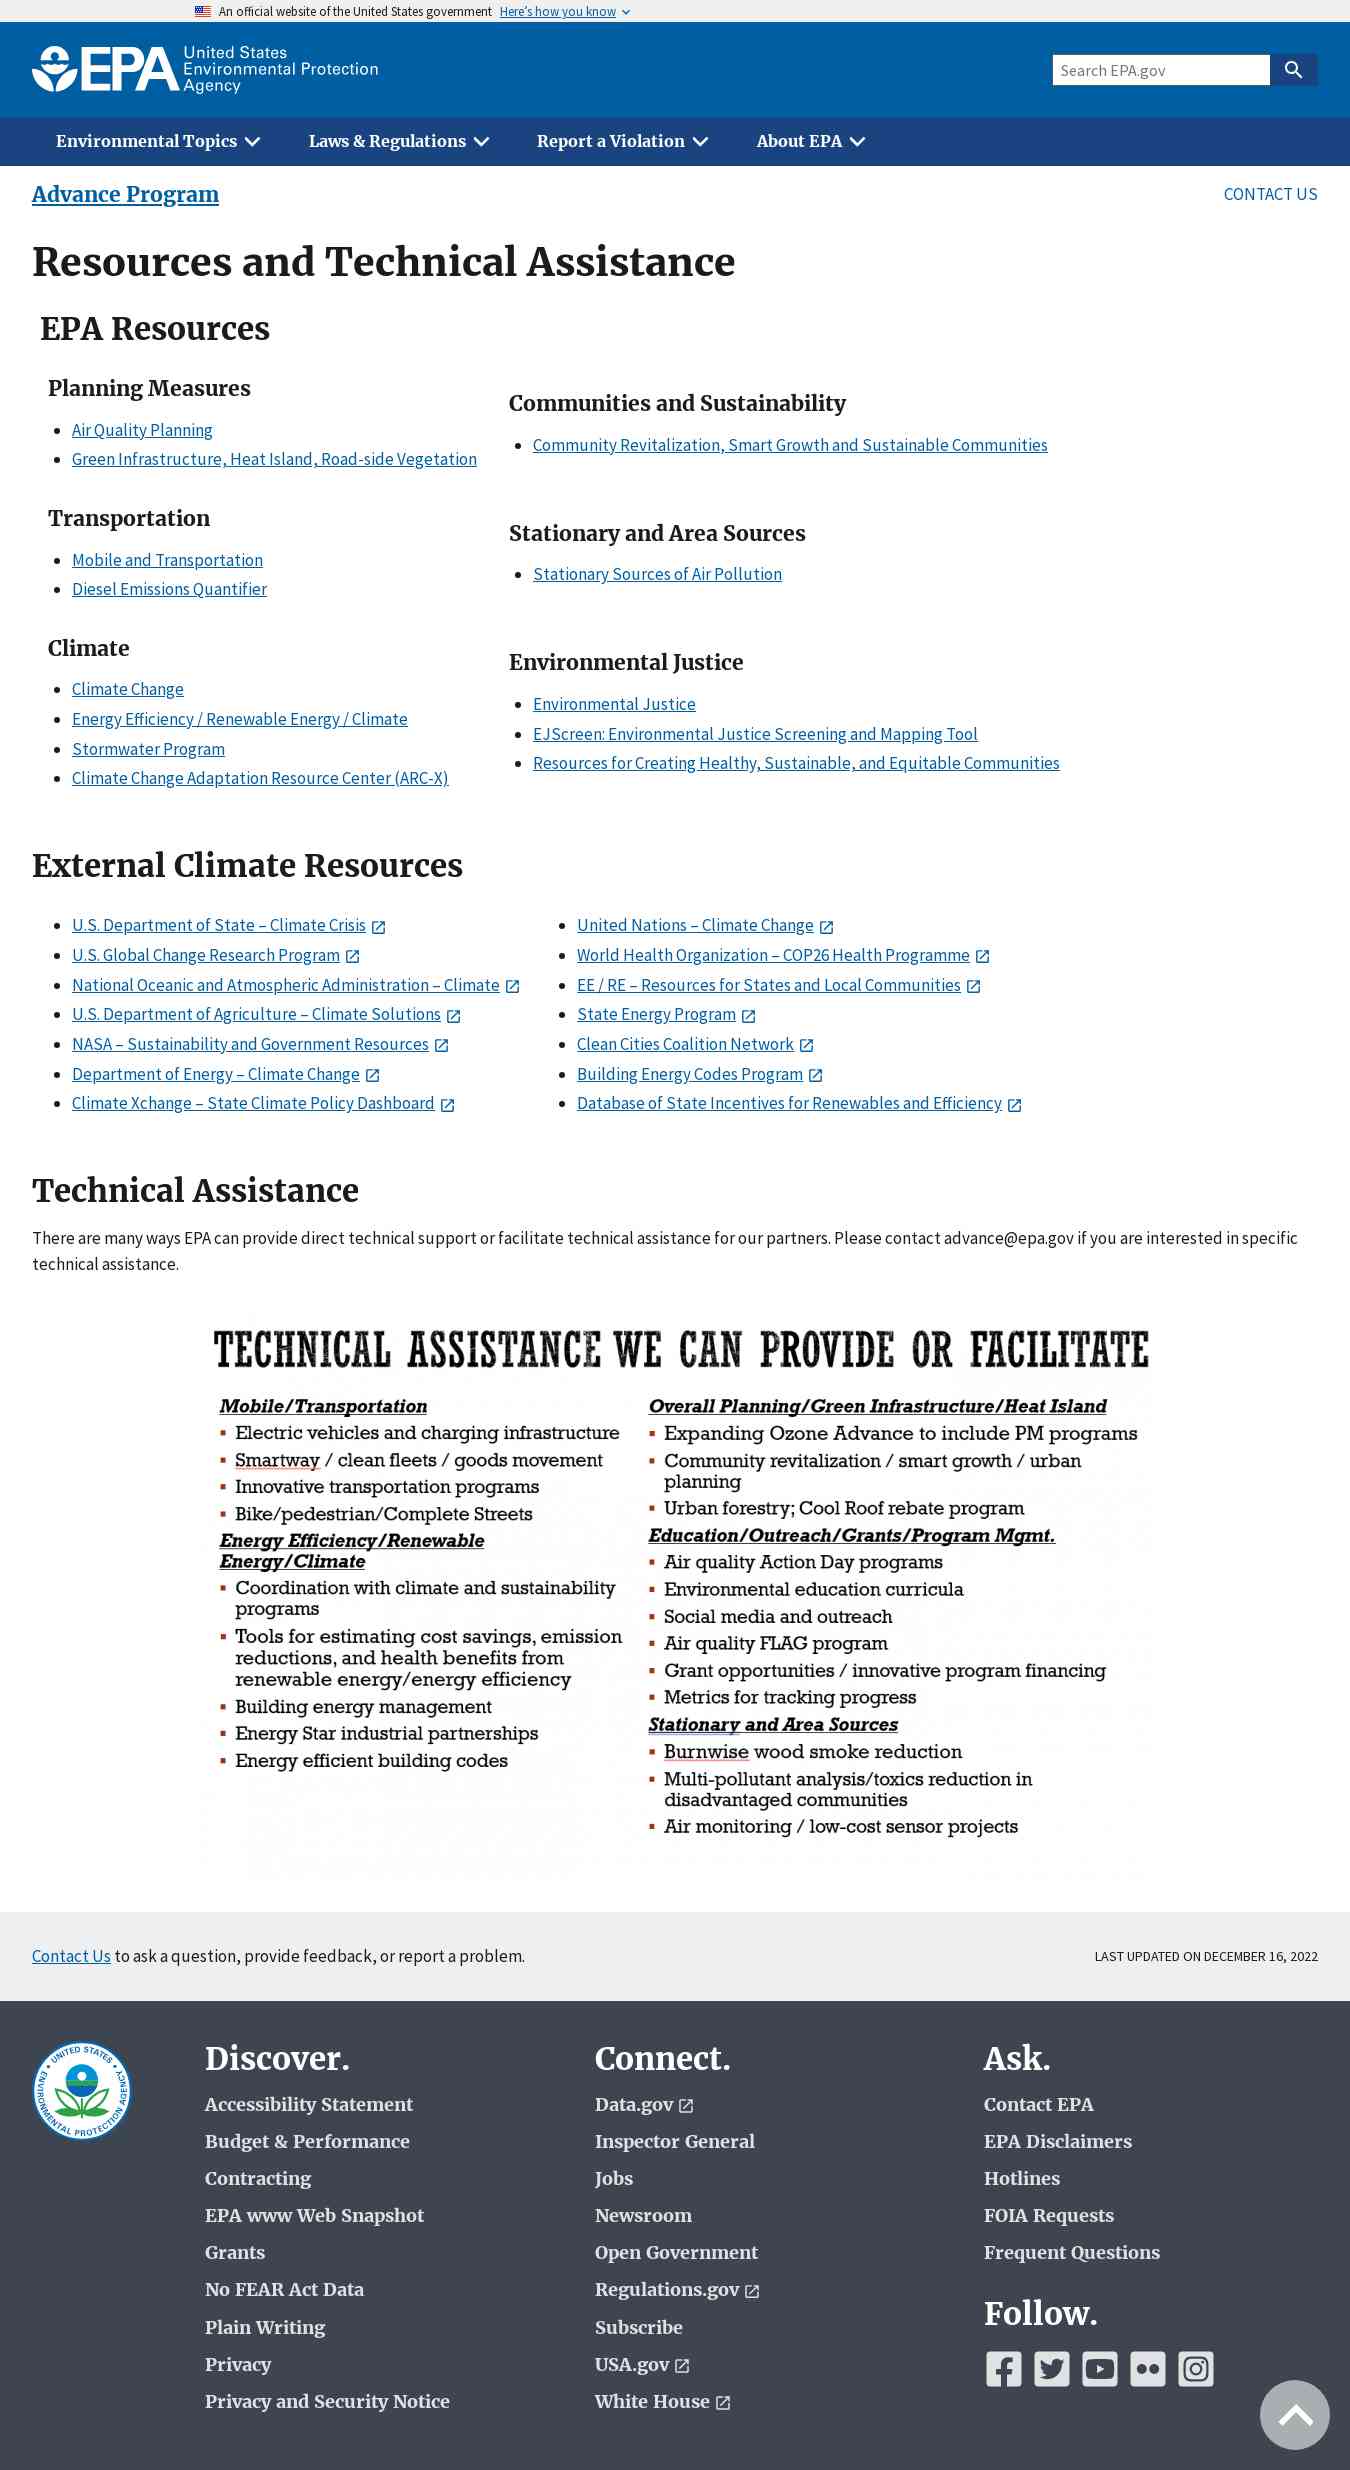 An official website of the United States government Here's how you know
EPA United States
Environmental Protection
Agency
Search EPA.gov
Environmental Topics
Laws & Regulations
Report a Violation
About EPA
Advance Program
CONTACT US
Resources and Technical Assistance
EPA Resources
Planning Measures
Air Quality Planning
Green Infrastructure, Heat Island, Road-side Vegetation
Communities and Sustainability
Community Revitalization, Smart Growth and Sustainable Communities
Transportation
Mobile and Transportation
Diesel Emissions Quantifier
Stationary and Area Sources
Stationary Sources of Air Pollution
Climate
Climate Change
Energy Efficiency / Renewable Energy / Climate
Stormwater Program
Climate Change Adaptation Resource Center (ARC-X)
Environmental Justice
Environmental Justice
EJScreen: Environmental Justice Screening and Mapping Tool
Resources for Creating Healthy, Sustainable, and Equitable Communities
External Climate Resources
U.S. Department of State – Climate Crisis
U.S. Global Change Research Program
National Oceanic and Atmospheric Administration – Climate
U.S. Department of Agriculture – Climate Solutions
NASA – Sustainability and Government Resources
Department of Energy – Climate Change
Climate Xchange – State Climate Policy Dashboard
United Nations – Climate Change
World Health Organization – COP26 Health Programme
EE / RE – Resources for States and Local Communities
State Energy Program
Clean Cities Coalition Network
Building Energy Codes Program
Database of State Incentives for Renewables and Efficiency
Technical Assistance
There are many ways EPA can provide direct technical support or facilitate technical assistance for our partners. Please contact advance@epa.gov if you are interested in specific
technical assistance.
TECHNICAL ASSISTANCE WE CAN PROVIDE OR FACILITATE
Mobile/Transportation
Electric vehicles and charging infrastructure
Smartway / clean fleets / goods movement
Innovative transportation programs
Bike/pedestrian/Complete Streets
Energy Efficiency/Renewable
Energy/Climate
Coordination with climate and sustainability
programs
Tools for estimating cost savings, emission
reductions, and health benefits from
renewable energy/energy efficiency
Building energy management
Energy Star industrial partnerships
Energy efficient building codes
Overall Planning/Green Infrastructure/Heat Island
Expanding Ozone Advance to include PM programs
Community revitalization / smart growth / urban
planning
Urban forestry; Cool Roof rebate program
Education/Outreach/Grants/Program Mgmt.
Air quality Action Day programs
Environmental education curricula
Social media and outreach
Air quality FLAG program
Grant opportunities / innovative program financing
Metrics for tracking progress
Stationary and Area Sources
Burnwise wood smoke reduction
Multi-pollutant analysis/toxics reduction in
disadvantaged communities
Air monitoring / low-cost sensor projects
Contact Us to ask a question, provide feedback, or report a problem.
LAST UPDATED ON DECEMBER 16, 2022
UNITED STATES
ENVIRONMENTAL PROTECTION AGENCY
Discover.
Accessibility Statement
Budget & Performance
Contracting
EPA www Web Snapshot
Grants
No FEAR Act Data
Plain Writing
Privacy
Privacy and Security Notice
Connect.
Data.gov
Inspector General
Jobs
Newsroom
Open Government
Regulations.gov
Subscribe
USA.gov
White House
Ask.
Contact EPA
EPA Disclaimers
Hotlines
FOIA Requests
Frequent Questions
Follow.